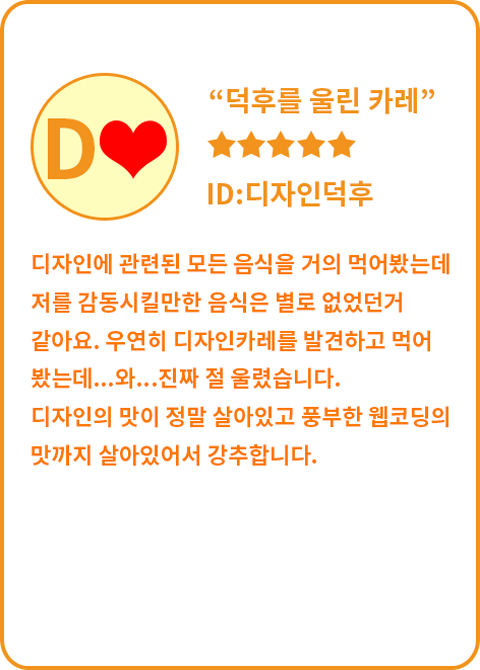 D
“덕후를 울린 카레”
ID:디자인덕후
디자인에 관련된 모든 음식을 거의 먹어봤는데
저를 감동시킬만한 음식은 별로 없었던거
같아요. 우연히 디자인카레를 발견하고 먹어
봤는데...와...진짜 절 울렸습니다.
디자인의 맛이 정말 살아있고 풍부한 웹코딩의
맛까지 살아있어서 강추합니다.